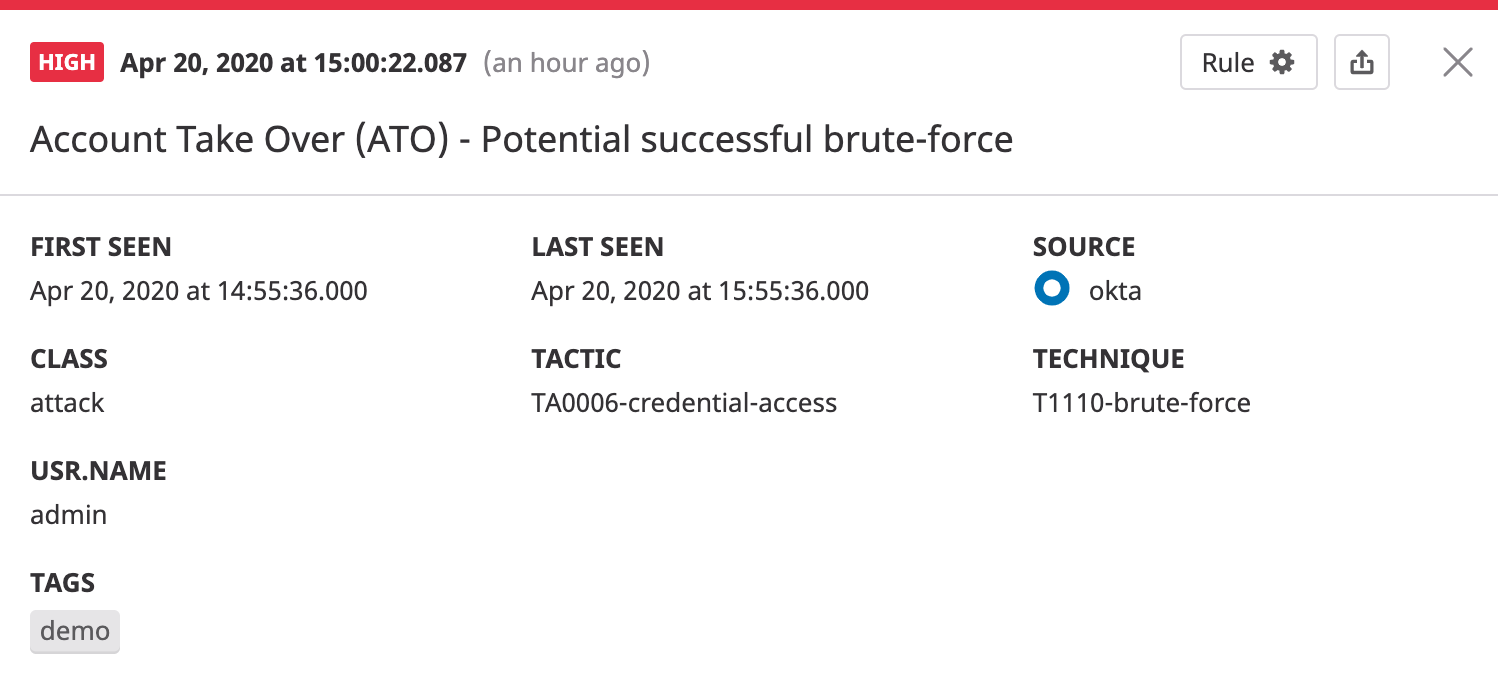 HIGH Apr 20, 2020 at 15:00:22.087 (an hour ago) Rule
Account Take Over (ATO) - Potential successful brute-force
FIRST SEEN LAST SEEN SOURCE
Apr 20, 2020 at 14:55:36.000 Apr 20, 2020 at 15:55:36.000 okta
CLASS TACTIC TECHNIQUE
attack TA0006-credential-access T1110-brute-force
USR.NAME
admin
TAGS
demo